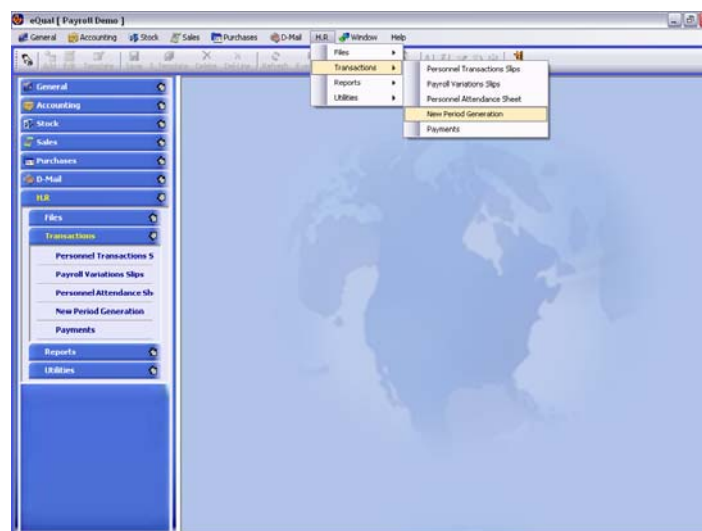 eQual [ Payroll Demo ]
General Accounting Stock Sales Purchases D-Mail H.R Window Help
Files
Transactions
Reports
Utilities
Personnel Transactions Slips
Payroll Variations Slips
Personnel Attendance Sheet
New Period Generation
Payments
General
Accounting
Stock
Sales
Purchases
D-Mail
H.R
Files
Transactions
Personnel Transactions S
Payroll Variations Slips
Personnel Attendance Sh
New Period Generation
Payments
Reports
Utilities